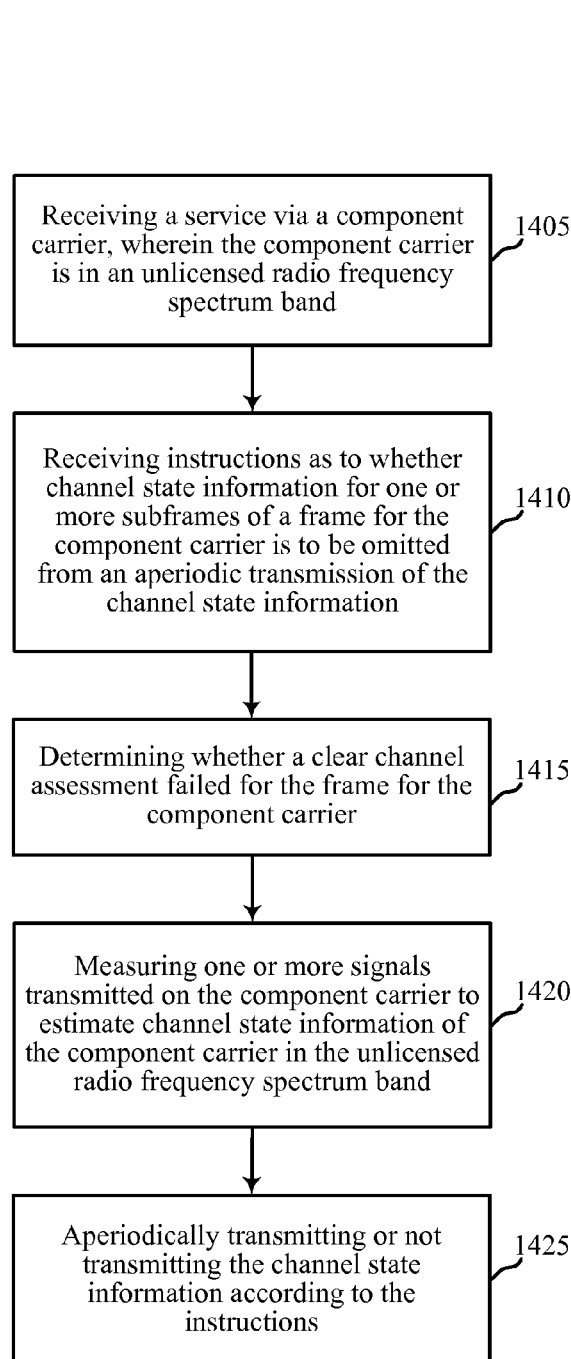 Receiving a service via a component
carrier, wherein the component carrier
is in an unlicensed radio frequency
spectrum band
1405
Receiving instructions as to whether
channel state information for one or
more subframes of a frame for the
component carrier is to be omitted
from an aperiodic transmission of the
channel state information
1410
Determining whether a clear channel
assessment failed for the frame for the
component carrier
1415
Measuring one or more signals
transmitted on the component carrier to
estimate channel state information of
the component carrier in the unlicensed
radio frequency spectrum band
1420
Aperiodically transmitting or not
transmitting the channel state
information according to the
instructions
1425